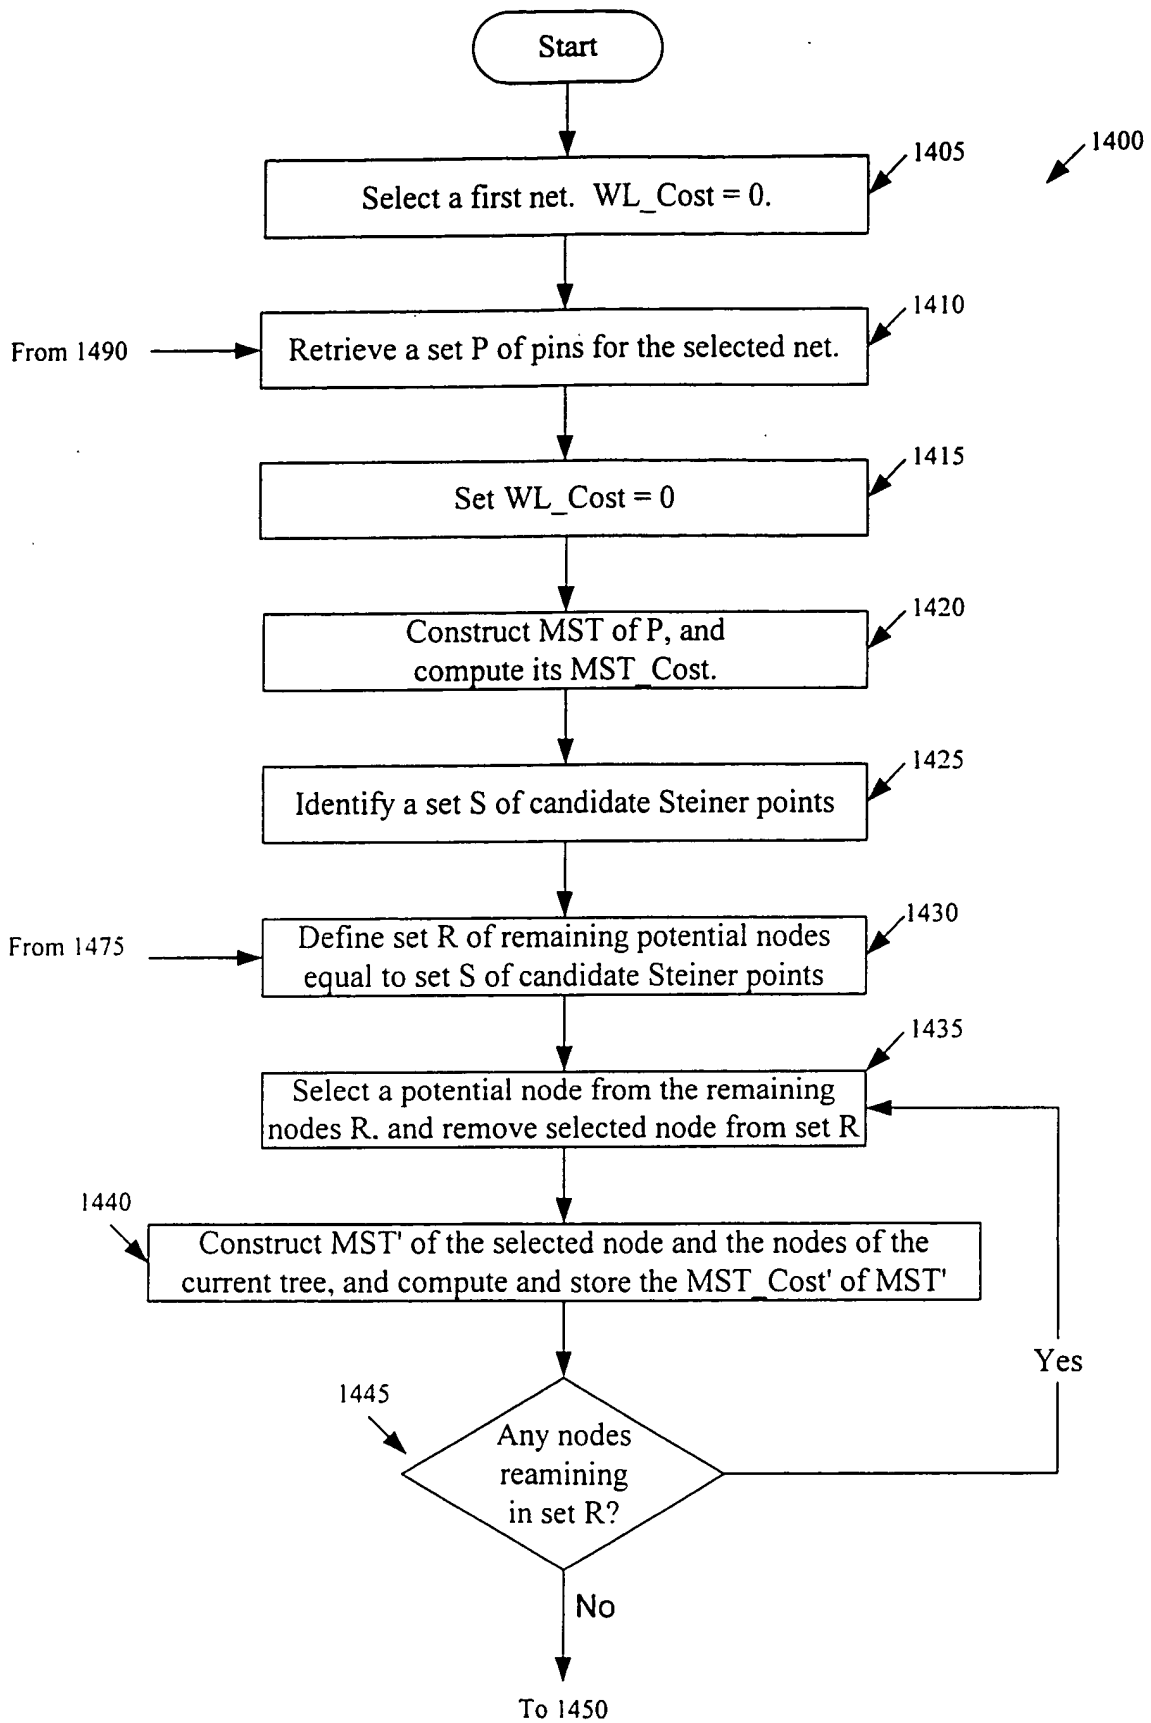 Start
1400
1405
Select a first net. WL_Cost = 0.
1410
From 1490
Retrieve a set P of pins for the selected net.
1415
Set WL_Cost = 0
1420
Construct MST of P, and
compute its MST_Cost.
1425
Identify a set S of candidate Steiner points
1430
From 1475
Define set R of remaining potential nodes
equal to set S of candidate Steiner points
1435
Select a potential node from the remaining
nodes R. and remove selected node from set R
1440
Construct MST' of the selected node and the nodes of the
current tree, and compute and store the MST_Cost' of MST'
Yes
1445
Any nodes
reamining
in set R?
No
To 1450